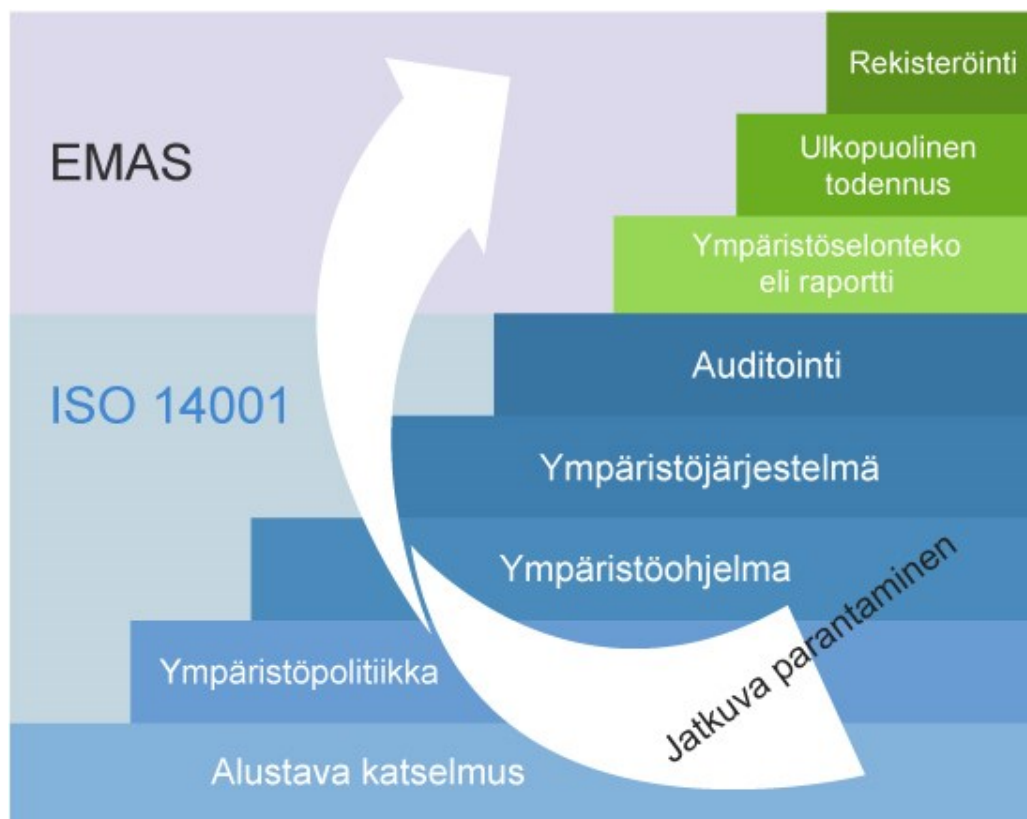 Rekisteröinti
EMAS
Ulkopuolinen
todennus
Ympäristöselonteko
eli raportti
Auditointi
ISO 14001
Ympäristöjärjestelmä
Ympäristöohjelma
Jatkuva parantaminen
Ympäristöpolitiikka
Alustava katselmus